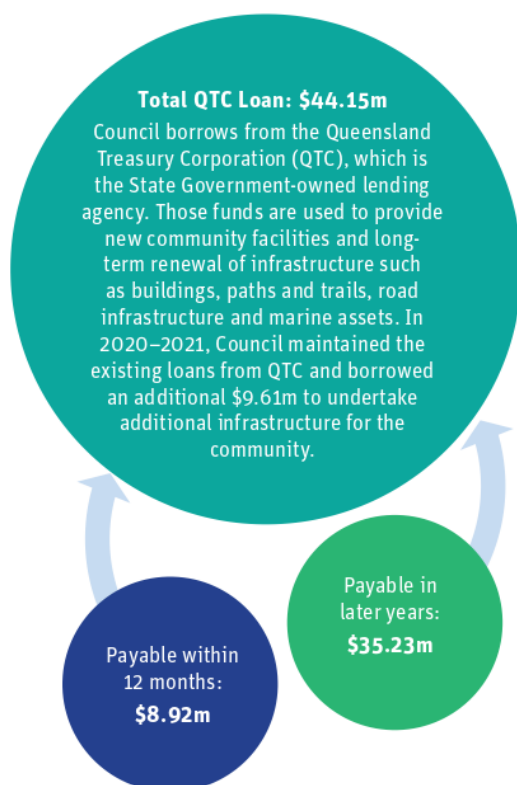 Total QTC Loan: $44.15m
Council borrows from the Queensland
Treasury Corporation (QTC), which is
the State Government-owned lending
agency. Those funds are used to provide
new community facilities and long-
term renewal of infrastructure such
as buildings, paths and trails, road
infrastructure and marine assets. In
2020–2021, Council maintained the
existing loans from QTC and borrowed
an additional $9.61m to undertake
additional infrastructure for the
community.
Payable within
12 months:
$8.92m
Payable in
later years:
$35.23m